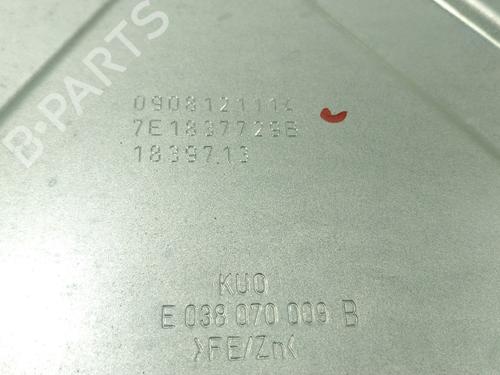 B-PARTS
0908121114
7E1837729B
18397.13
KUO
E 038 070 009 B
>FE/Zn<